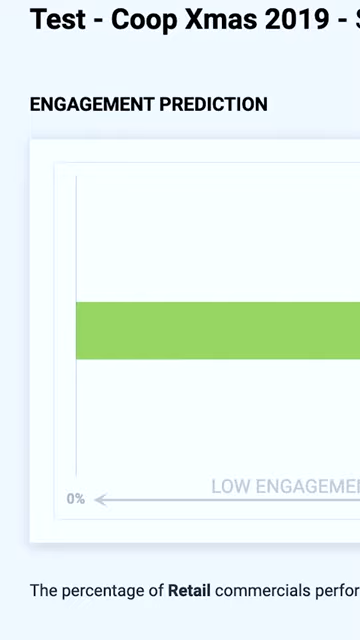 Test - Coop Xmas 2019 -
ENGAGEMENT PREDICTION
LOW ENGAGEMEN
0%
The percentage of Retail commercials perfor